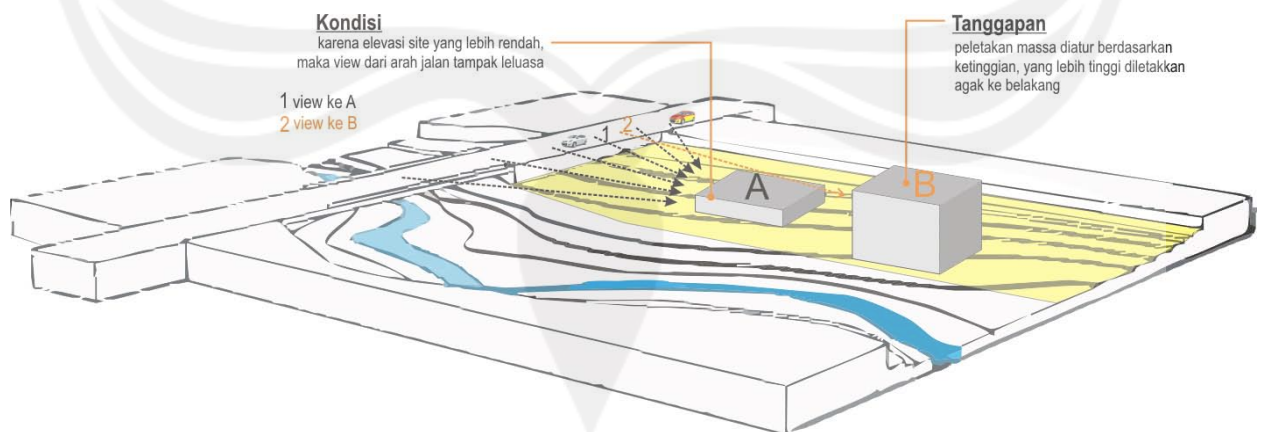 Kondisi
karena elevasi site yang lebih rendah,
maka view dari arah jalan tampak leluasa
1 view ke A
2 view ke B
Tanggapan
peletakan massa diatur berdasarkan
ketinggian, yang lebih tinggi diletakkan
agak ke belakang
1
2
A
B